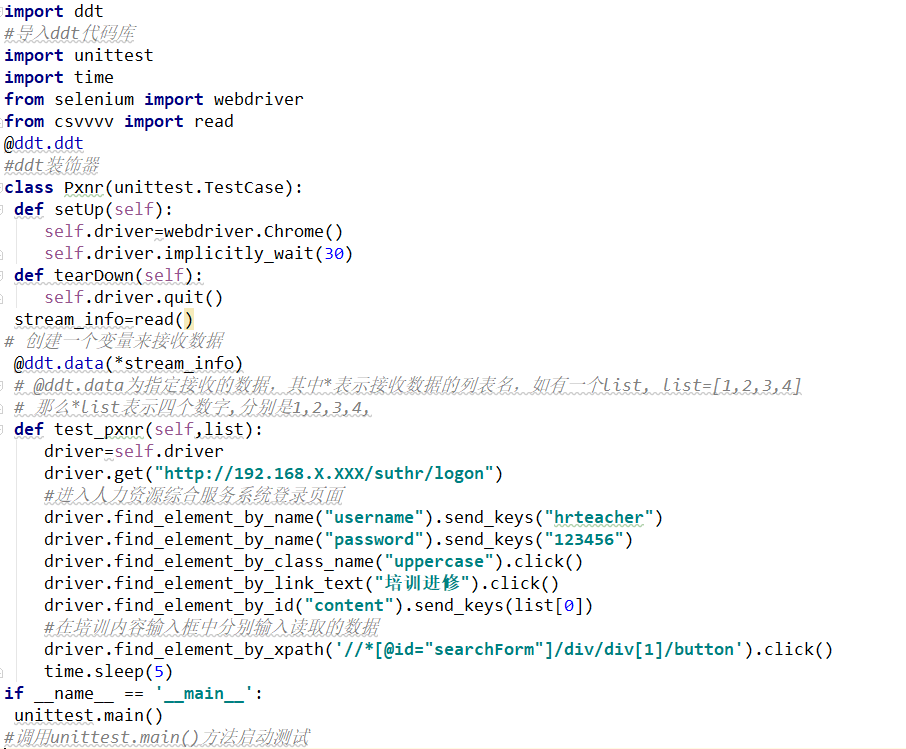 import ddt
#导入ddt代码库
import unittest
import time
from selenium import webdriver
from csvvvv import read
@ddt.ddt
#ddt装饰器
class Pxnr(unittest.TestCase):
def setUp(self):
self.driver=webdriver.Chrome()
self.driver.implicitly_wait(30)
def tearDown(self):
self.driver.quit()
stream_info=read()
# 创建一个变量来接收数据
@ddt.data(*stream_info)
# @ddt.data为指定接收的数据，其中*表示接收数据的列表名，如有一个list, list=[1,2,3,4]
# 那么*list表示四个数字,分别是1,2,3,4,
def test_pxnr(self,list):
driver=self.driver
driver.get("http://192.168.X.XXX/suthr/logon")
#进入人力资源综合服务系统登录页面
driver.find_element_by_name("username").send_keys("hrteacher")
driver.find_element_by_name("password").send_keys("123456")
driver.find_element_by_class_name("uppercase").click()
driver.find_element_by_link_text("培训进修").click()
driver.find_element_by_id("content").send_keys(list[0])
#在培训内容输入框中分别输入读取的数据
driver.find_element_by_xpath('//*[@id="searchForm"]/div/div[1]/button').click()
time.sleep(5)
if __name__ == '__main__':
unittest.main()
#调用unittest.main()方法启动测试